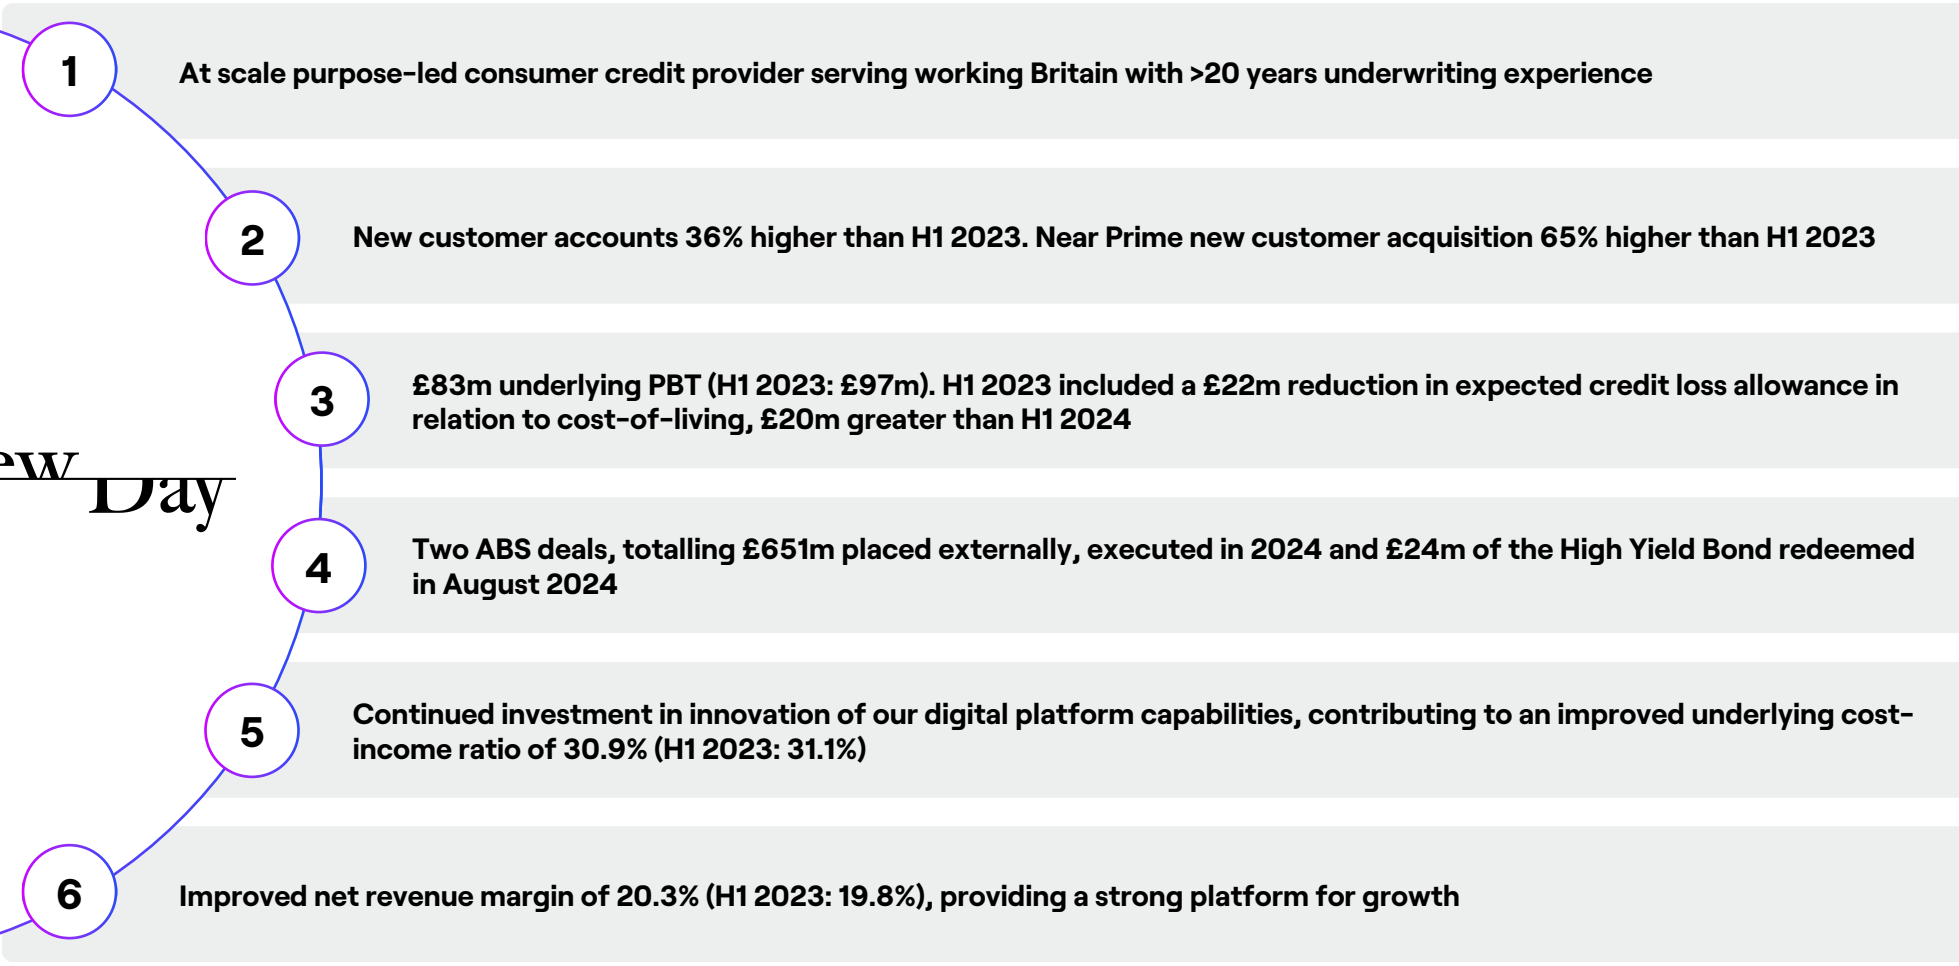 1
At scale purpose-led consumer credit provider serving working Britain with >20 years underwriting experience
2
New customer accounts 36% higher than H1 2023. Near Prime new customer acquisition 65% higher than H1 2023
3
£83m underlying PBT (H1 2023: £97m). H1 2023 included a £22m reduction in expected credit loss allowance in
relation to cost-of-living, £20m greater than H1 2024
ew
Day
4
Two ABS deals, totalling £651m placed externally, executed in 2024 and £24m of the High Yield Bond redeemed
in August 2024
5
Continued investment in innovation of our digital platform capabilities, contributing to an improved underlying cost-
income ratio of 30.9% (H1 2023: 31.1%)
6
Improved net revenue margin of 20.3% (H1 2023: 19.8%), providing a strong platform for growth